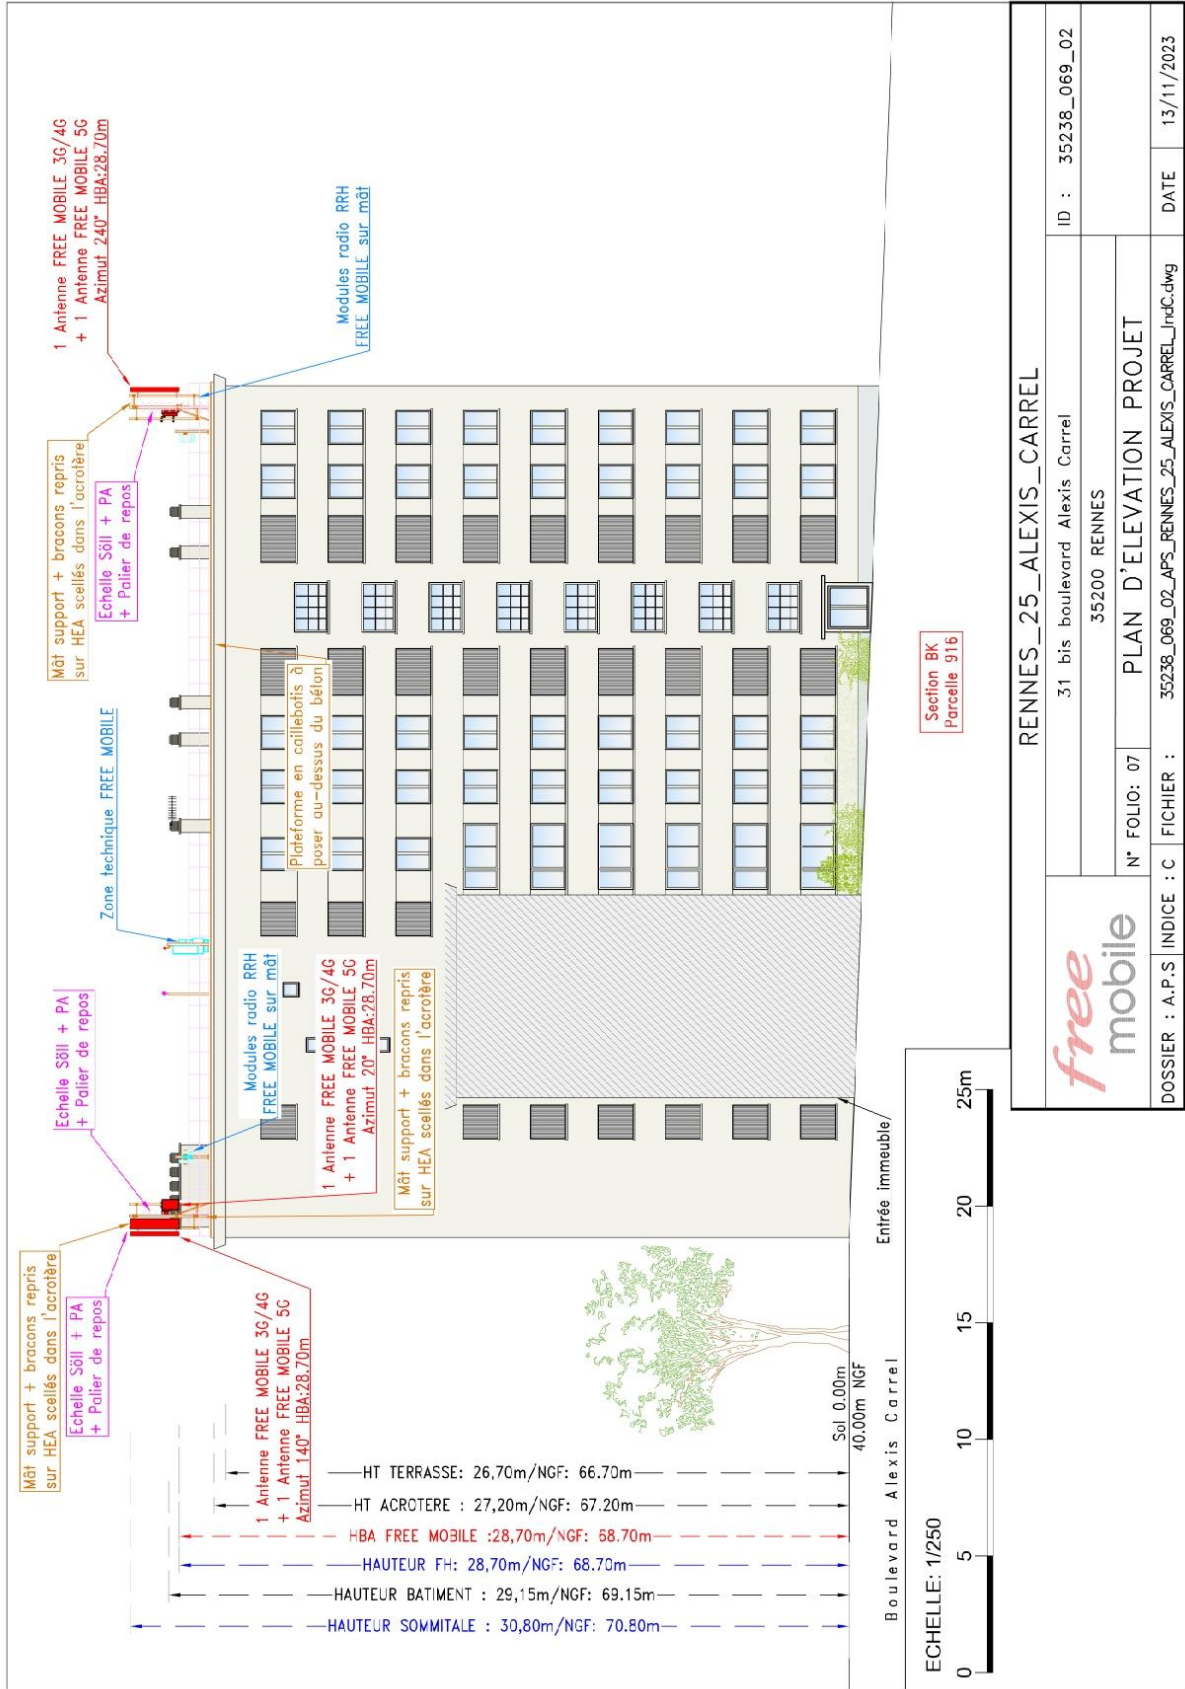 Mât support + bracons repris
sur HEA scellés dans l'acrotère
Echelle Söll + PA
+ Palier de repos
Echelle Söll + PA
+ Palier de repos
Zone technique FREE MOBILE
Mât support + bracons repris
sur HEA scellés dans l'acrotère
Echelle Söll + PA
+ Palier de repos
1 Antenne FREE MOBILE 3G/4G
+ 1 Antenne FREE MOBILE 5G
Azimut 240° HBA:28.70m
Modules radio RRH
FREE MOBILE sur mât
1 Antenne FREE MOBILE 3G/4G
+ 1 Antenne FREE MOBILE 5G
Azimut 140° HBA:28.70m
Modules radio RRH
FREE MOBILE sur mât
1 Antenne FREE MOBILE 3G/4G
+ 1 Antenne FREE MOBILE 5G
Azimut 20° HBA:28.70m
Mât support + bracons repris
sur HEA scellés dans l'acrotère
Plateforme en caillebotis à
poser au-dessus du béton
HT TERRASSE: 26,70m/NGF: 66.70m
HT ACROTERE : 27,20m/NGF: 67.20m
HBA FREE MOBILE :28,70m/NGF: 68.70m
HAUTEUR FH: 28,70m/NGF: 68.70m
HAUTEUR BATIMENT : 29,15m/NGF: 69.15m
HAUTEUR SOMMITALE : 30,80m/NGF: 70.80m
Sol 0.00m
40.00m NGF
Boulevard Alexis Carrel
Entrée immeuble
Section BK
Parcelle 916
ECHELLE: 1/250
0 5 10 15 20 25m
free
mobile
RENNES_25_ALEXIS_CARREL
31 bis boulevard Alexis Carrel
ID : 35238_069_02
35200 RENNES
N° FOLIO: 07
PLAN D'ELEVATION PROJET
DOSSIER : A.P.S
INDICE : C
FICHIER : 35238_069_02_APS_RENNES_25_ALEXIS_CARREL_IndC.dwg
DATE 13/11/2023